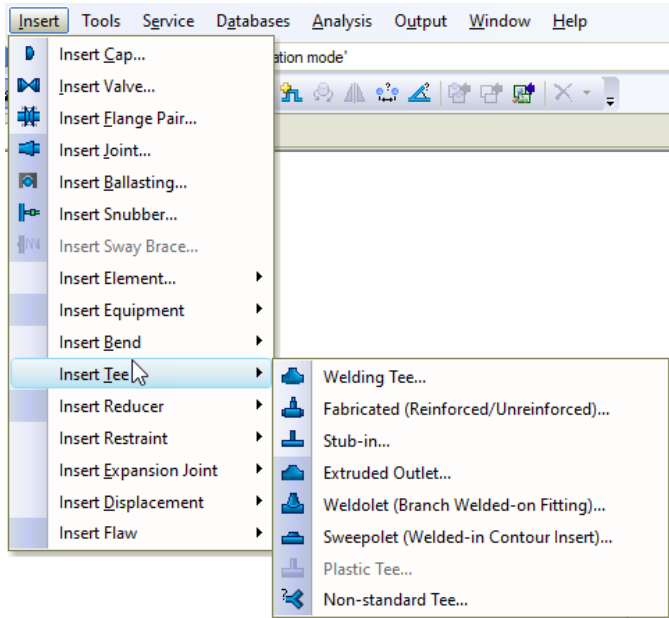 Insert Tools Service Databases Analysis Output Window Help
Insert Cap...
ation mode'
Insert Valve...
Insert Flange Pair...
Insert Joint...
Insert Ballasting...
Insert Snubber...
Insert Sway Brace...
Insert Element...
Insert Equipment
Insert Bend
Insert Tee
Insert Reducer
Insert Restraint
Insert Expansion Joint
Insert Displacement
Insert Flaw
Welding Tee...
Fabricated (Reinforced/Unreinforced)...
Stub-in...
Extruded Outlet...
Weldolet (Branch Welded-on Fitting)...
Sweepolet (Welded-in Contour Insert)...
Plastic Tee...
Non-standard Tee...